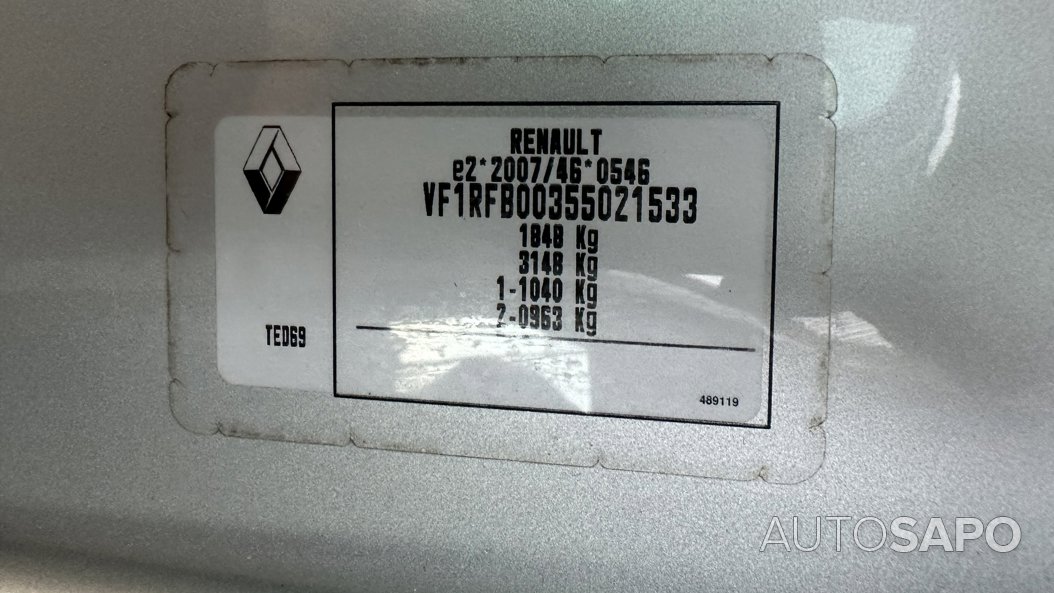 RENAULT
e2*2007/46*0546
VF1RFB00355021533
1848 Kg
3148 Kg
1-1040 Kg
2-0963 Kg
TED69
489119
AUTOSAPO